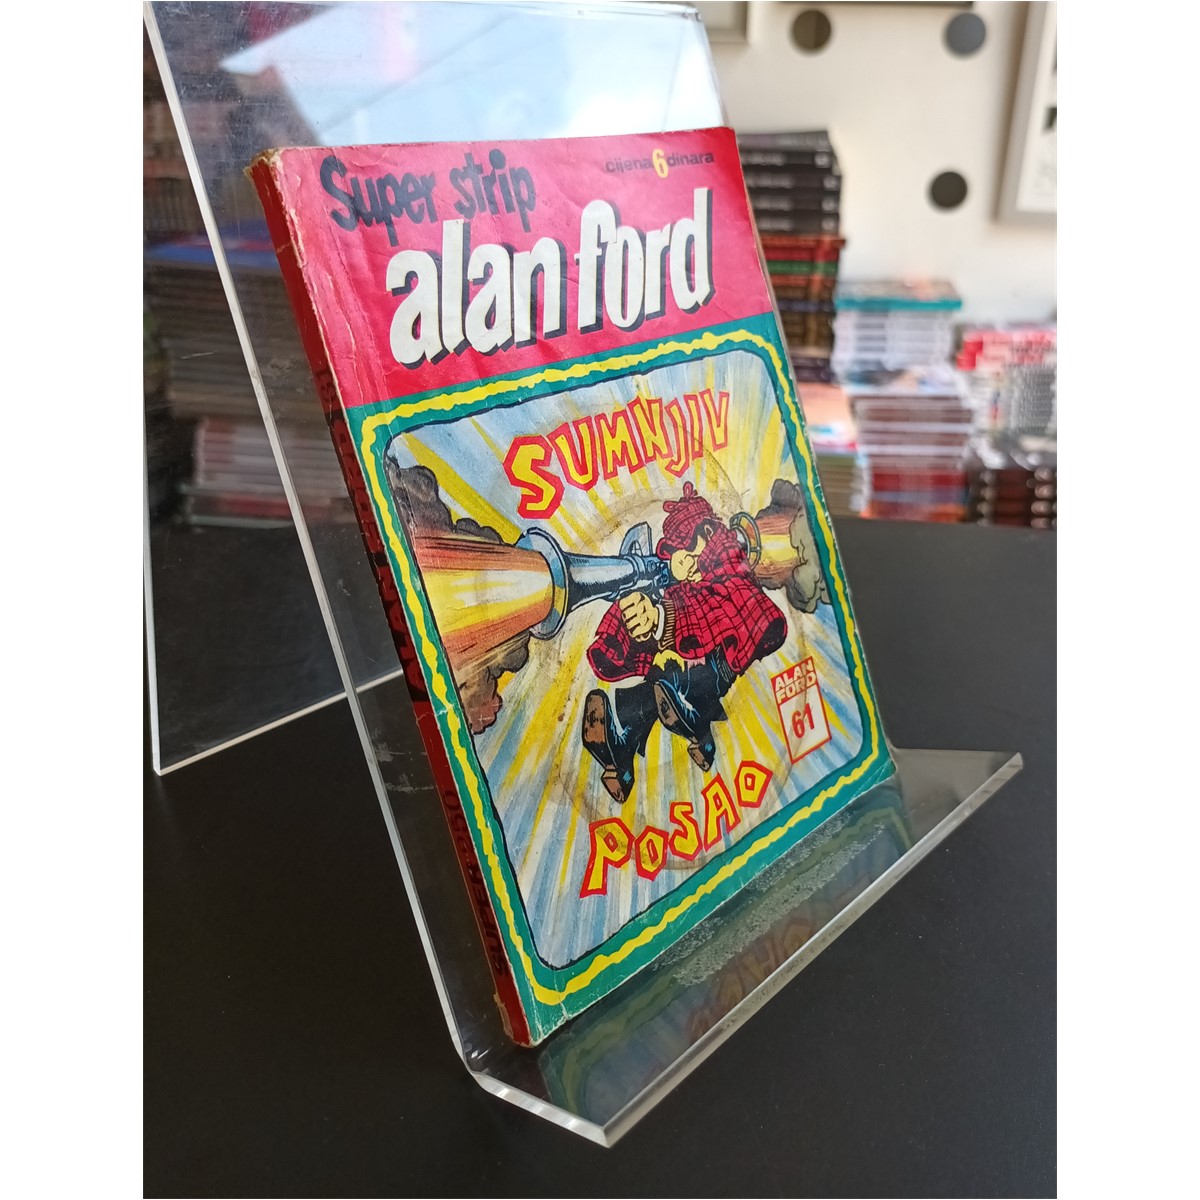 Super strip
cijena 6 dinara
alan ford
SUMNJIV
ALAN
FORD
61
POSAO